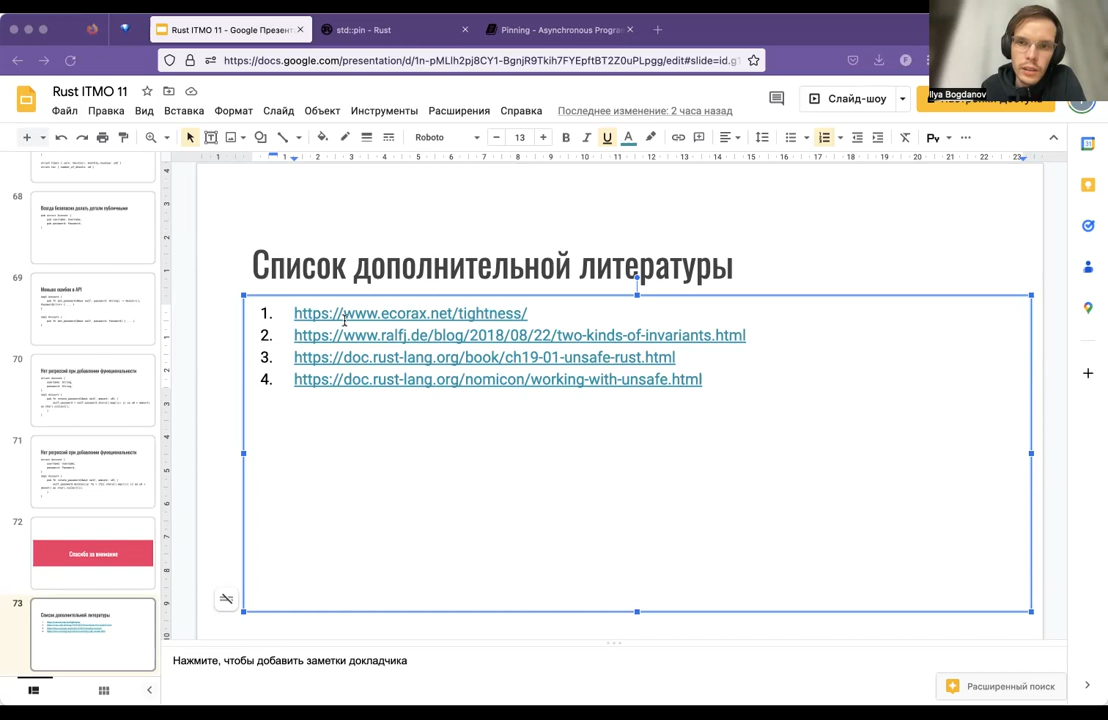 Rust ITMO 11 - Google Презент
std::pin - Rust
Pinning - Asynchronous Progra
https://docs.google.com/presentation/d/1n-pMLlh2pj8CY1-BgnjR9Tkih7FYEpftBT2Z0uPLpgg/edit#slide=id.g1
Ilya Bogdanov
Rust ITMO 11
Файл Правка Вид Вставка Формат Слайд Объект Инструменты Расширения Справка Последнее изменение: 2 часа назад
Слайд-шоу
Roboto
13
68
Всегда безопасно делать детали публичными
69
Меньше ошибок в API
70
Нет регрессий при добавлении функциональности
71
Нет регрессий при добавлении функциональности
72
Спасибо за внимание
73
Список дополнительной литературы
Список дополнительной литературы
1. https://www.ecorax.net/tightness/
2. https://www.ralfj.de/blog/2018/08/22/two-kinds-of-invariants.html
3. https://doc.rust-lang.org/book/ch19-01-unsafe-rust.html
4. https://doc.rust-lang.org/nomicon/working-with-unsafe.html
Нажмите, чтобы добавить заметки докладчика
Расширенный поиск